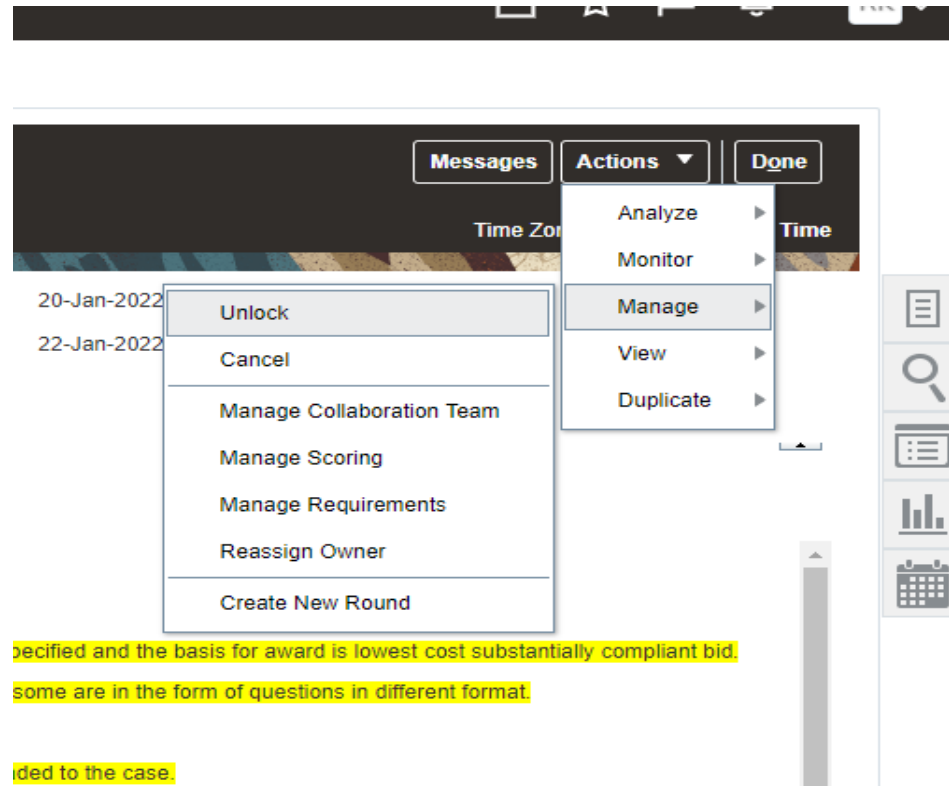 Messages
Actions
Done
Time Zon
Time
Analyze
Monitor
Manage
View
Duplicate
20-Jan-2022
22-Jan-2022
Unlock
Cancel
Manage Collaboration Team
Manage Scoring
Manage Requirements
Reassign Owner
Create New Round
pecified and the basis for award is lowest cost substantially compliant bid.
some are in the form of questions in different format.
ded to the case.